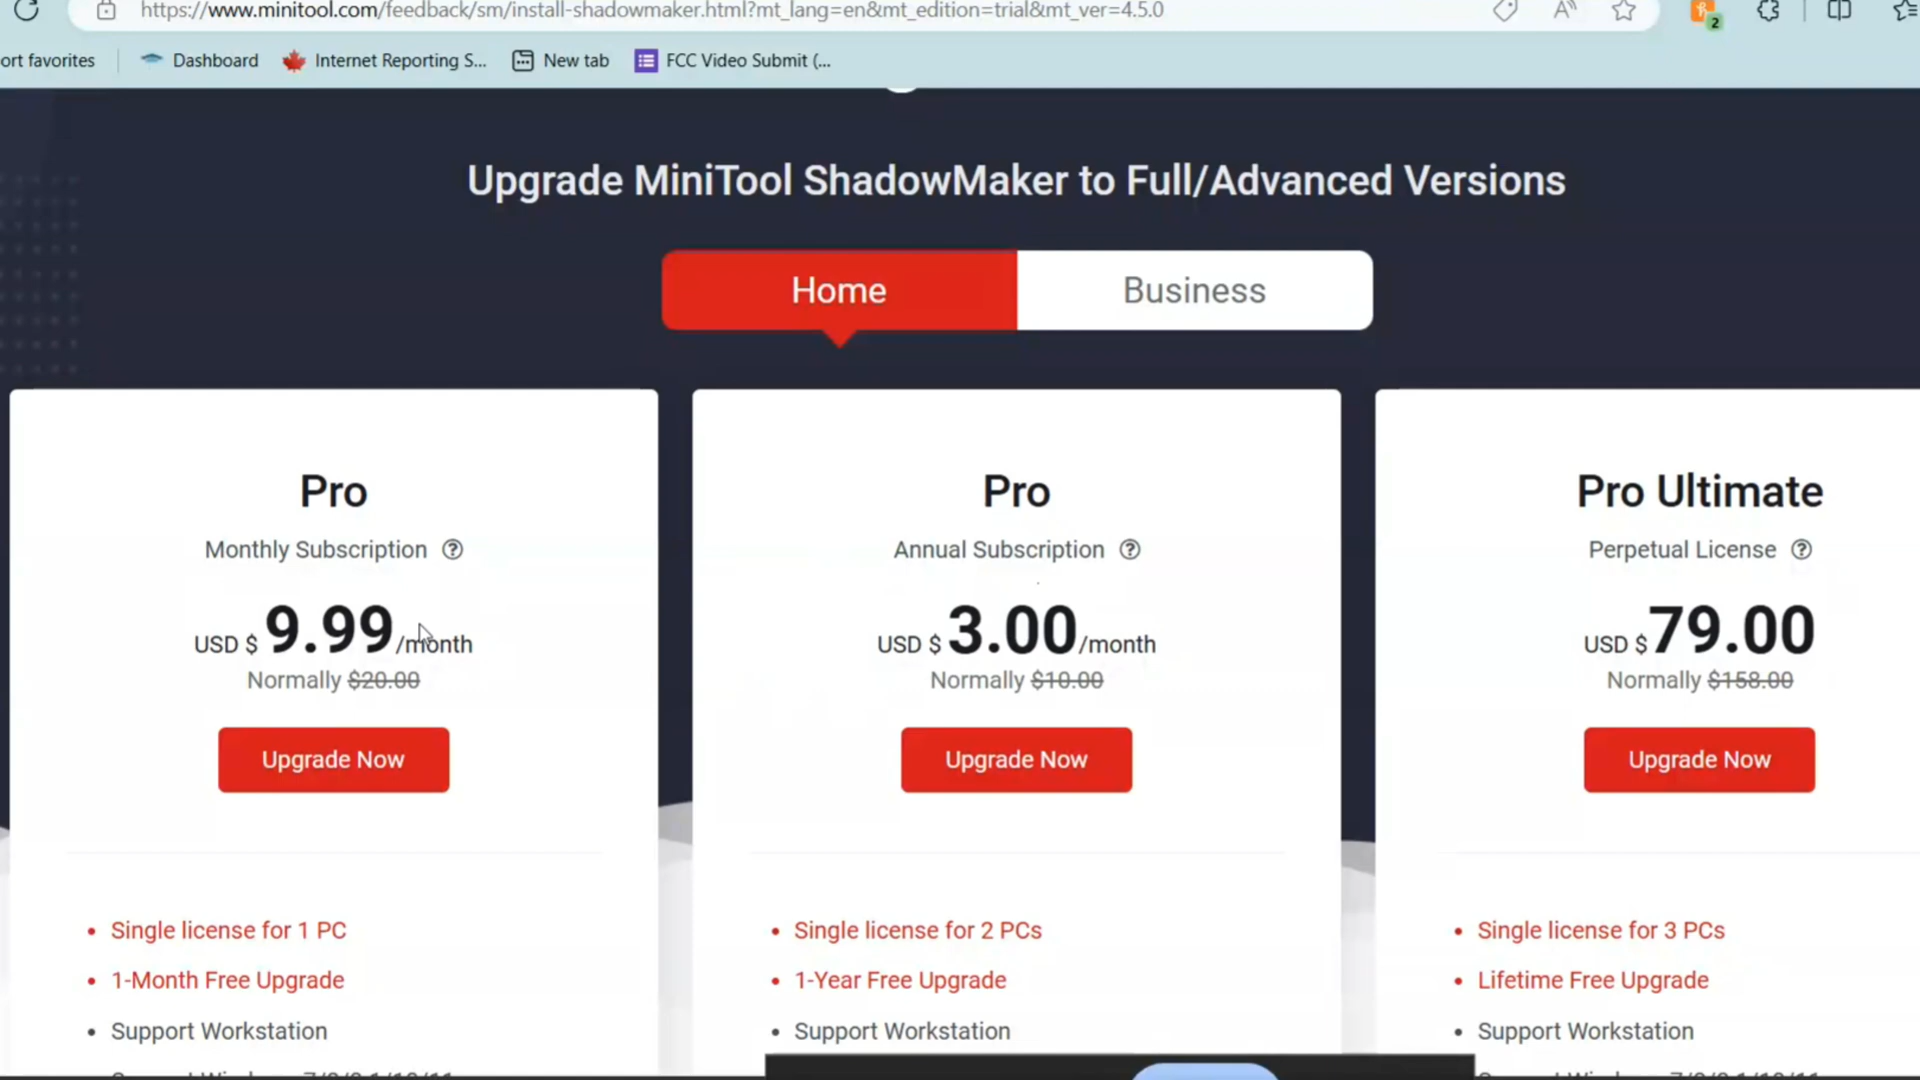 https://www.minitool.com/feedback/sm/install-shadowmaker.html?mt_lang=en&mt_edition=trial&mt_ver=4.5.0
2
ort favorites
Dashboard
Internet Reporting S...
New tab
FCC Video Submit (...
Upgrade MiniTool ShadowMaker to Full/Advanced Versions
Home
Business
Pro
Monthly Subscription ?
USD $ 9.99 /month
Normally $20.00
Upgrade Now
• Single license for 1 PC
• 1-Month Free Upgrade
• Support Workstation
Pro
Annual Subscription ?
USD $ 3.00 /month
Normally $10.00
Upgrade Now
• Single license for 2 PCs
• 1-Year Free Upgrade
• Support Workstation
Pro Ultimate
Perpetual License ?
USD $ 79.00
Normally $158.00
Upgrade Now
• Single license for 3 PCs
• Lifetime Free Upgrade
• Support Workstation